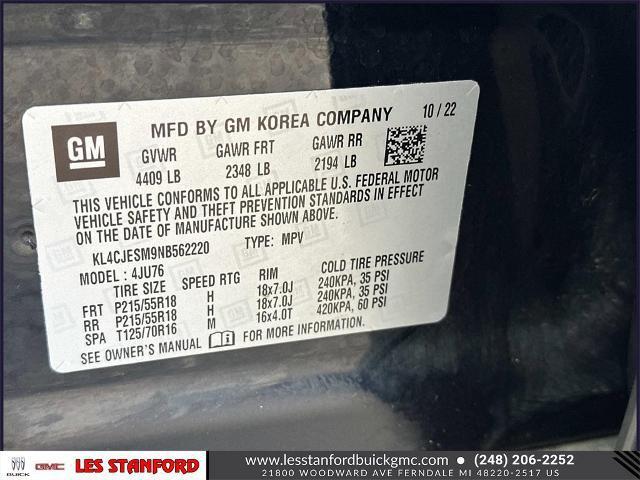 GM
MFD BY GM KOREA COMPANY 10/22
GVWR GAWR FRT GAWR RR
4409 LB 2348 LB 2194 LB
THIS VEHICLE CONFORMS TO ALL APPLICABLE U.S. FEDERAL MOTOR
VEHICLE SAFETY AND THEFT PREVENTION STANDARDS IN EFFECT
ON THE DATE OF MANUFACTURE SHOWN ABOVE.
KL4CJESM9NB562220 TYPE: MPV
MODEL : 4JU76
TIRE SIZE SPEED RTG RIM COLD TIRE PRESSURE
FRT P215/55R18 H 18x7.0J 240KPA, 35 PSI
RR P215/55R18 H 18x7.0J 240KPA, 35 PSI
SPA T125/70R16 M 16x4.0T 420KPA, 60 PSI
SEE OWNER'S MANUAL FOR MORE INFORMATION.
BUICK GMC LES STANFORD www.lesstanfordbuickgmc.com • (248) 206-2252
21800 WOODWARD AVE FERNDALE MI 48220-2517 US